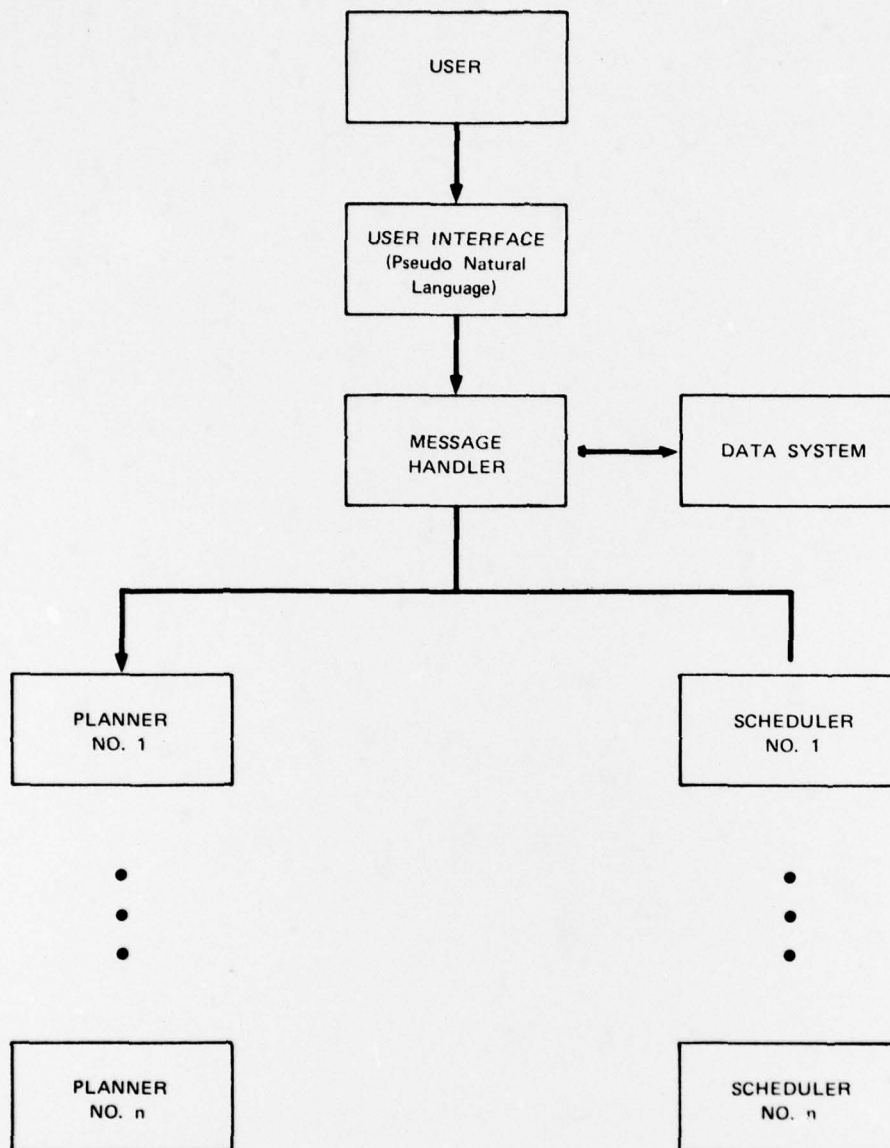 USER
USER INTERFACE
(Pseudo Natural
Language)
MESSAGE
HANDLER
DATA SYSTEM
PLANNER
NO. 1
SCHEDULER
NO. 1
PLANNER
NO. n
SCHEDULER
NO. n